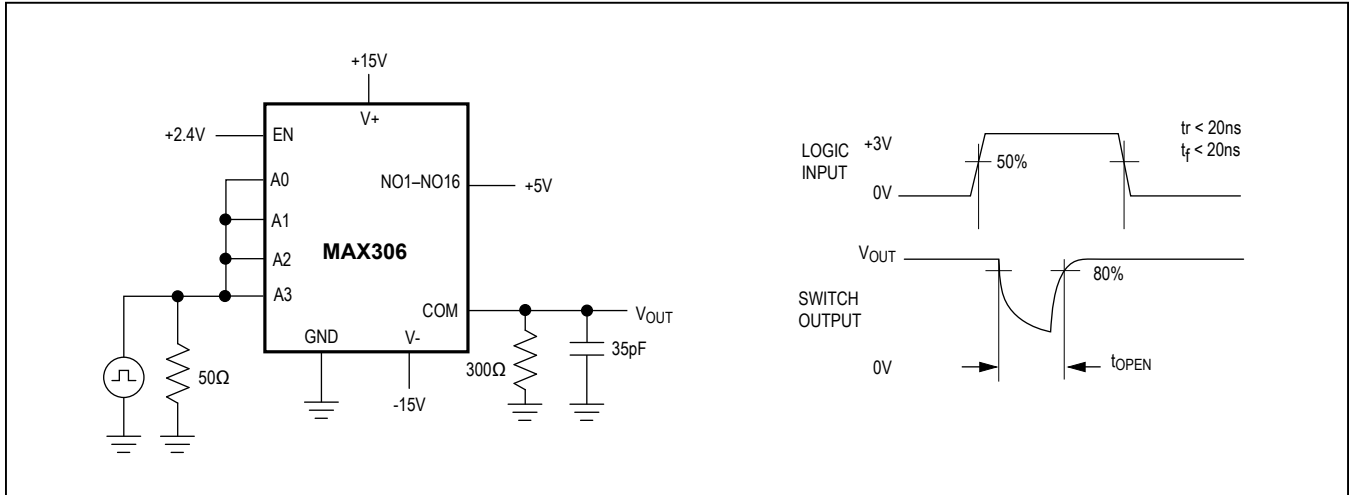 +15V
V+
+2.4V
EN
A0
NO1–NO16
+5V
A1
MAX306
A2
A3
COM
VOUT
GND
V-
50Ω
300Ω
35pF
-15V
LOGIC
INPUT
+3V
50%
0V
tr < 20ns
tf < 20ns
VOUT
80%
SWITCH
OUTPUT
0V
tOPEN